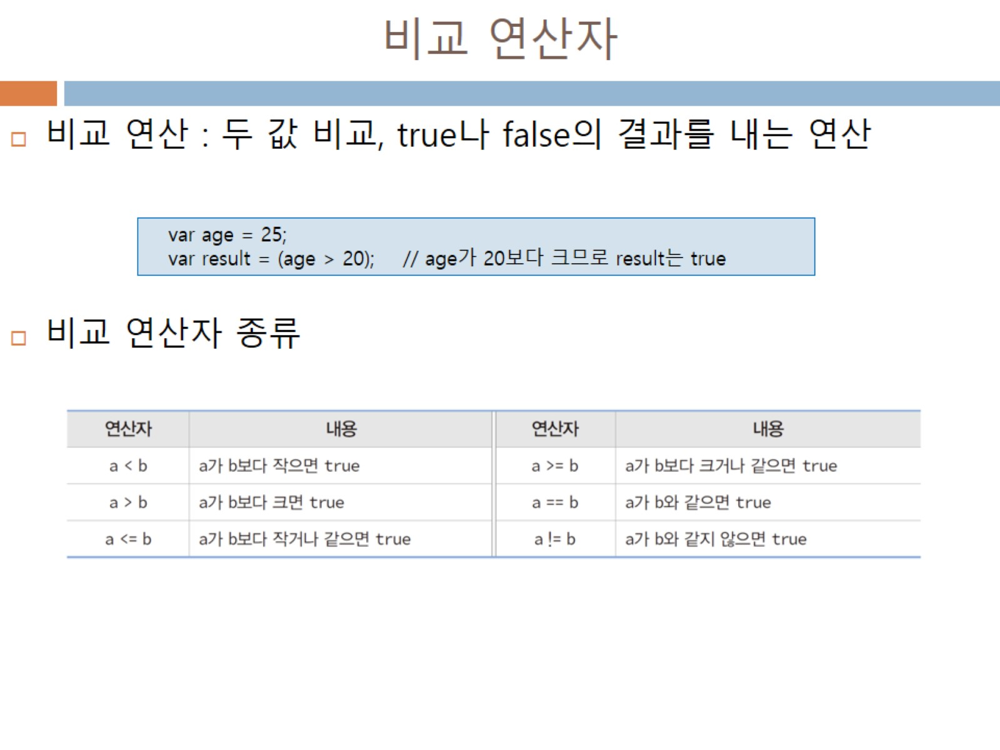 비교 연산자
비교 연산 : 두 값 비교, true나 false의 결과를 내는 연산
var age = 25;
var result = (age > 20); // age가 20보다 크므로 result는 true
비교 연산자 종류
연산자 내용 연산자 내용
a < b a가 b보다 작으면 true a >= b a가 b보다 크거나 같으면 true
a > b a가 b보다 크면 true a == b a가 b와 같으면 true
a <= b a가 b보다 작거나 같으면 true a != b a가 b와 같지 않으면 true